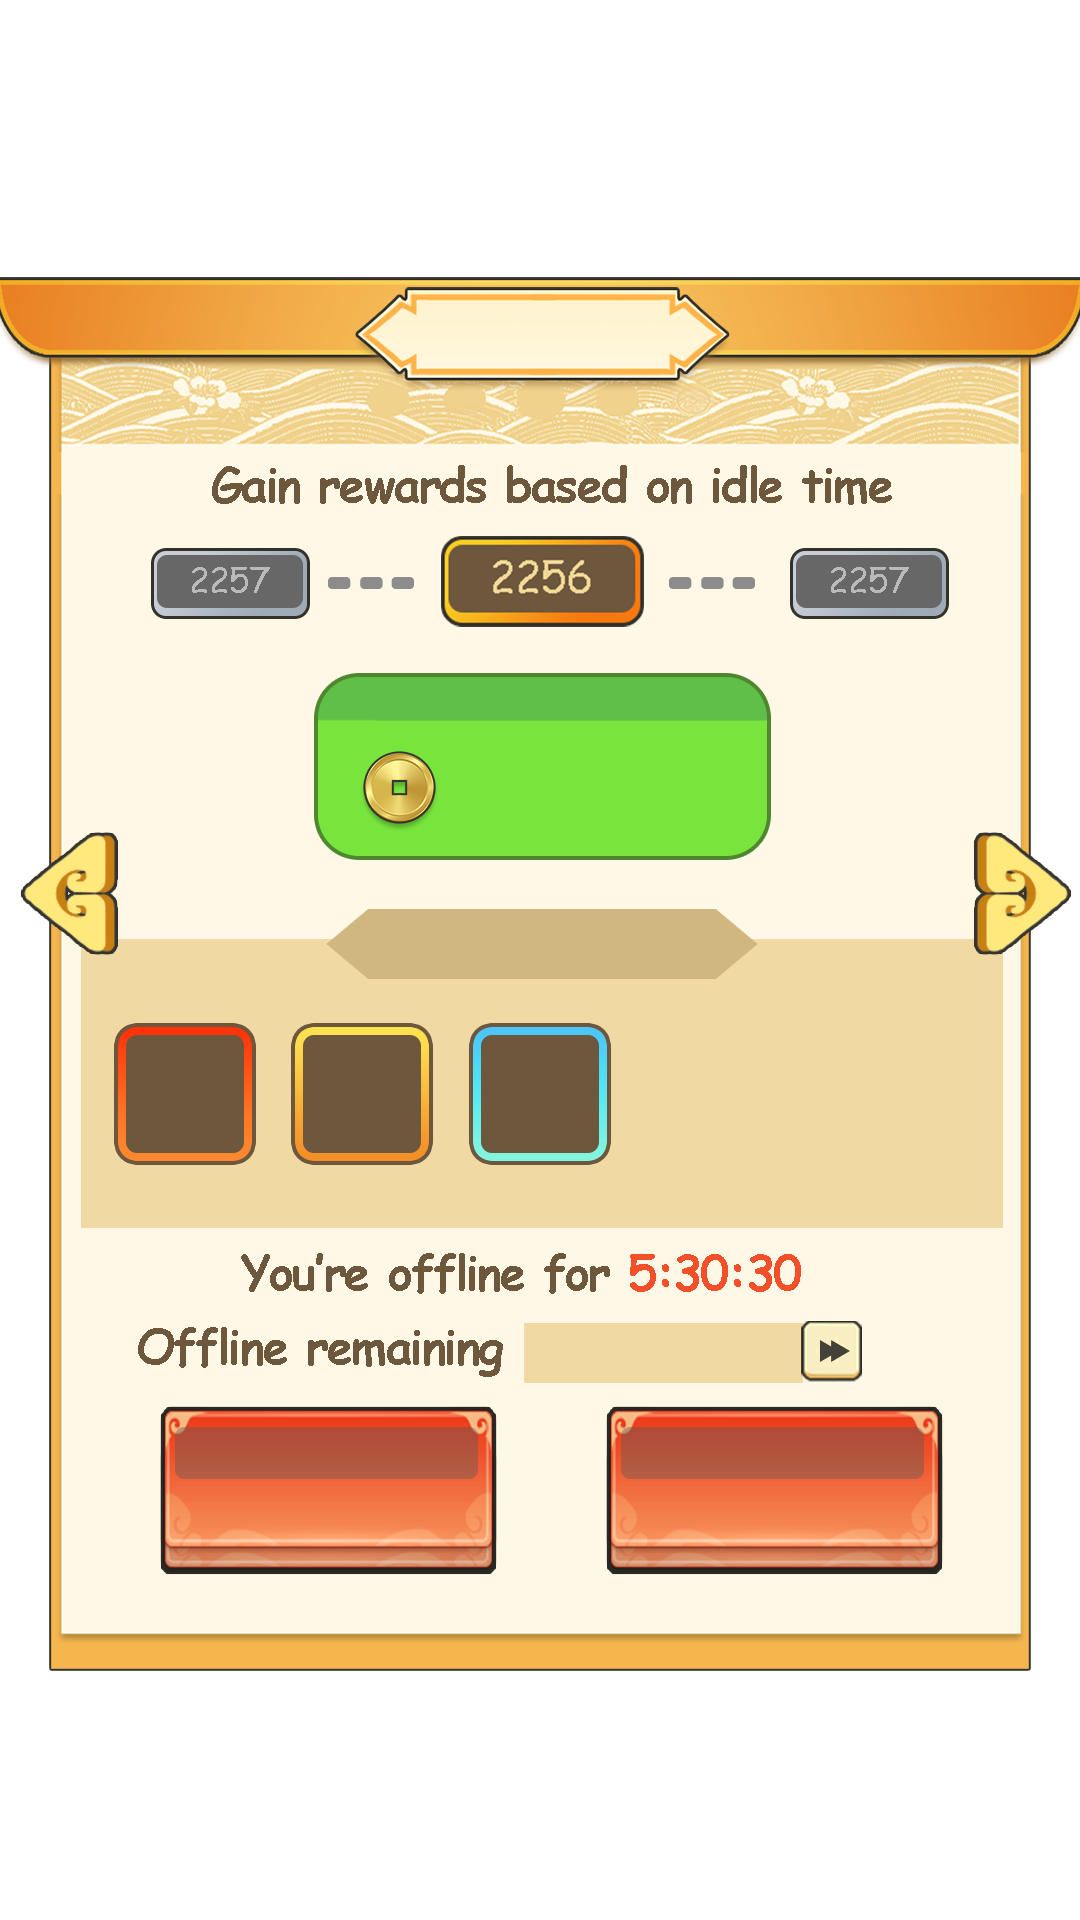 Gain rewards based on idle time
2257 2256 2257
You're offline for 5:30:30
Offline remaining